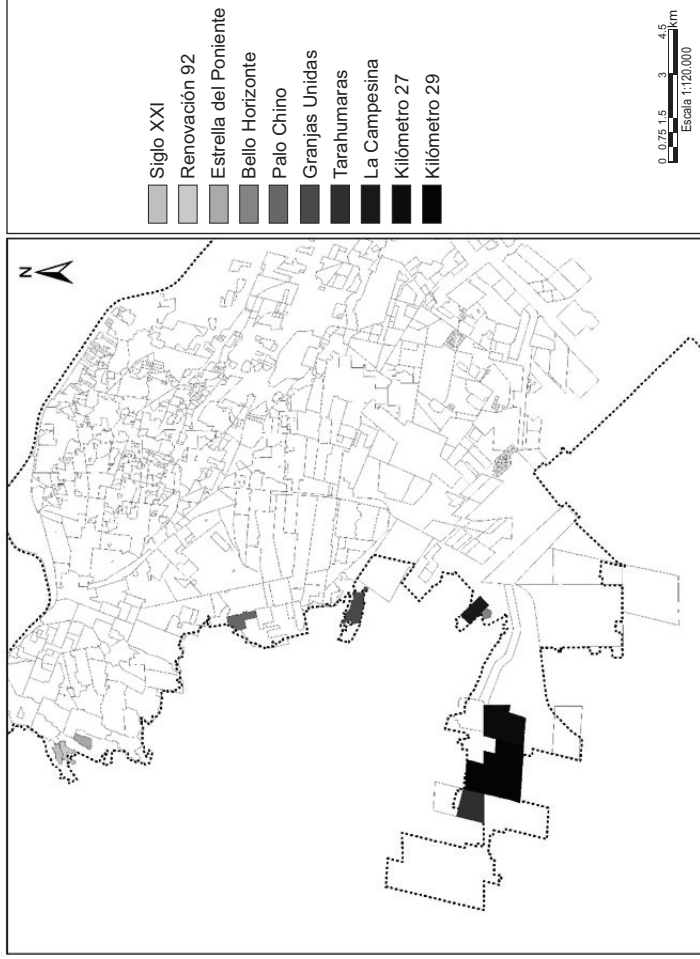 N
Siglo XXI
Renovación 92
Estrella del Poniente
Bello Horizonte
Palo Chino
Granjas Unidas
Tarahumaras
La Campesina
Kilómetro 27
Kilómetro 29
0 0.75 1.5 3 4.5
km
Escala 1:120.000